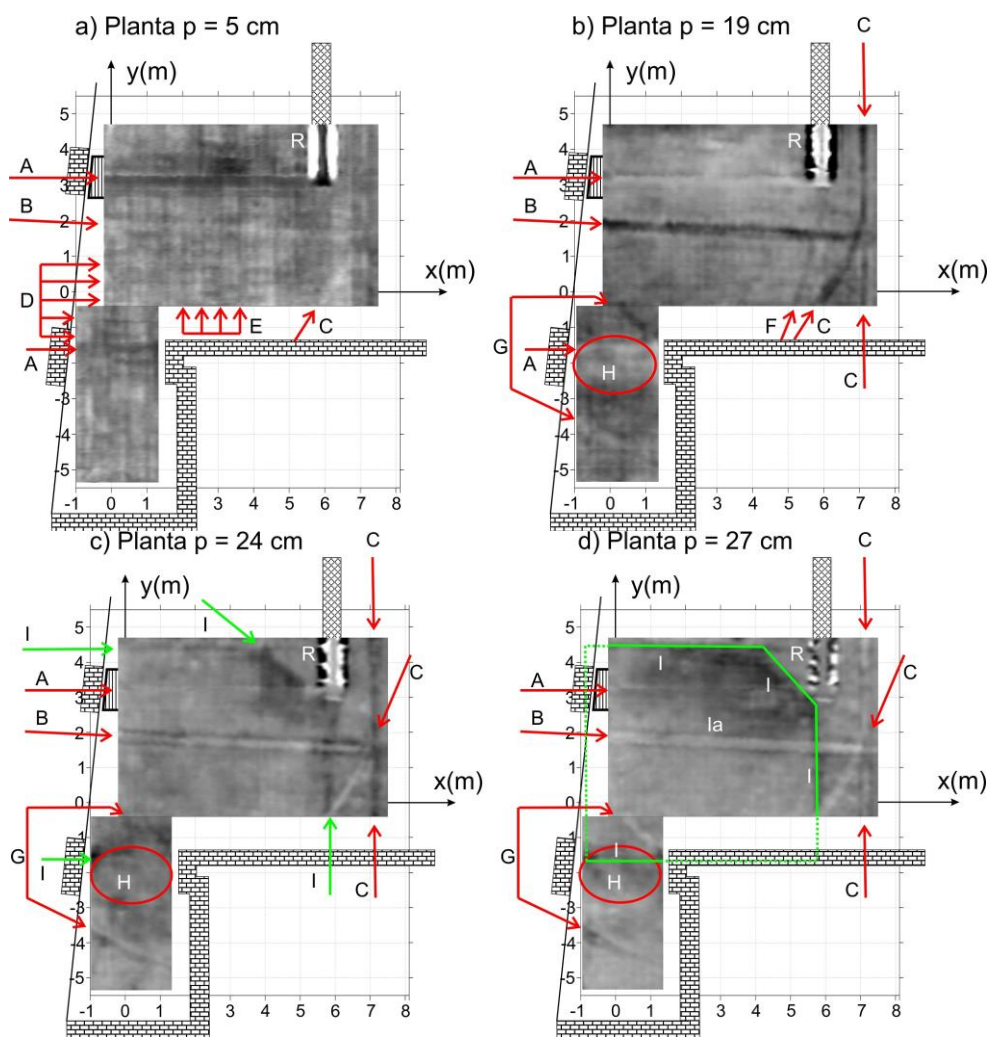 a) Planta p = 5 cm
y(m)
5
4
R
A
3
B
2
1
x(m)
D
0
E
C
A
-3
-4
-5
-1 0 1 2 3 4 5 6 7 8
b) Planta p = 19 cm
C
y(m)
5
4
R
A
3
B
2
1
x(m)
0
-1
F
C
G
A
H
C
-3
-4
-5
-1 0 1 2 3 4 5 6 7 8
c) Planta p = 24 cm
C
y(m)
I
I
5
4
R
C
A
3
B
2
1
x(m)
0
-1
G
I
-2
H
I
C
-3
-4
-5
-1 0 1 2 3 4 5 6 7 8
d) Planta p = 27 cm
C
y(m)
5
I
R
4
I
C
A
3
B
2
Ia
I
1
x(m)
0
-1
G
I
-2
H
C
-3
-4
-5
-1 0 1 2 3 4 5 6 7 8